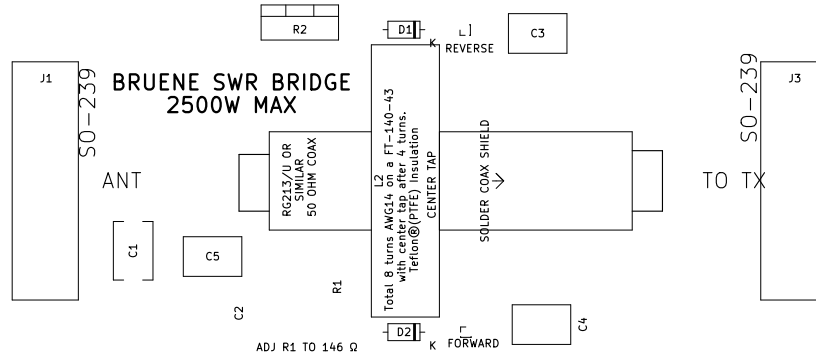 R2
D1
K
REVERSE
C3
J1
SO-239
BRUENE SWR BRIDGE
2500W MAX
SO-239
J3
ANT
RG213/U OR
SIMILAR
50 OHM COAX
L2
Total 8 turns AWG14 on a FT-140-43
with center tap after 4 turns.
Teflon®(PTFE) Insulation
CENTER TAP
SOLDER COAX SHIELD
TO TX
C1
C5
C2
R1
ADJ R1 TO 146 Ω
D2
K
FORWARD
C4